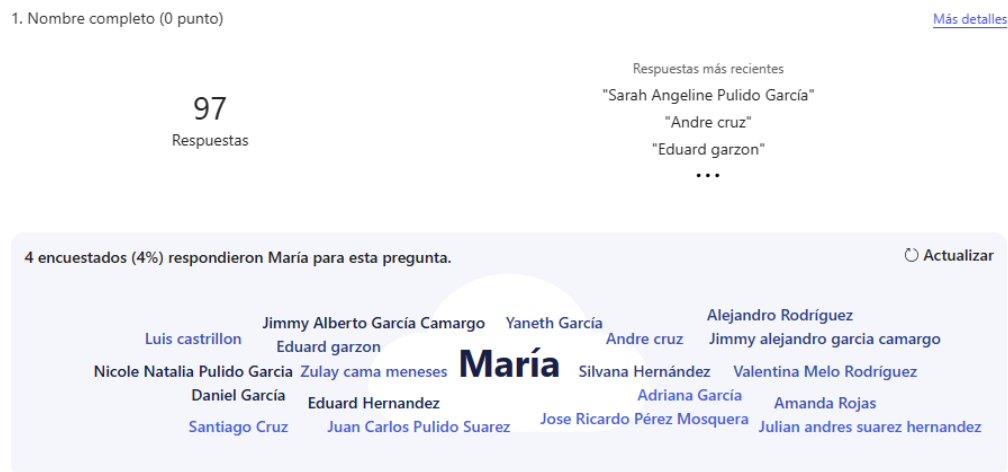 1. Nombre completo (0 punto)
Más detalles
97
Respuestas
Respuestas más recientes
"Sarah Angeline Pulido García"
"Andre cruz"
"Eduard garzon"
...
4 encuestados (4%) respondieron María para esta pregunta.
Actualizar
Jimmy Alberto García Camargo
Yaneth García
Alejandro Rodríguez
Luis castrillon
Eduard garzon
Andre cruz
Jimmy alejandro garcia camargo
Nicole Natalia Pulido Garcia
Zulay cama meneses
María
Silvana Hernández
Valentina Melo Rodríguez
Daniel García
Eduard Hernandez
Adriana García
Amanda Rojas
Santiago Cruz
Juan Carlos Pulido Suarez
Jose Ricardo Pérez Mosquera
Julian andres suarez hernandez